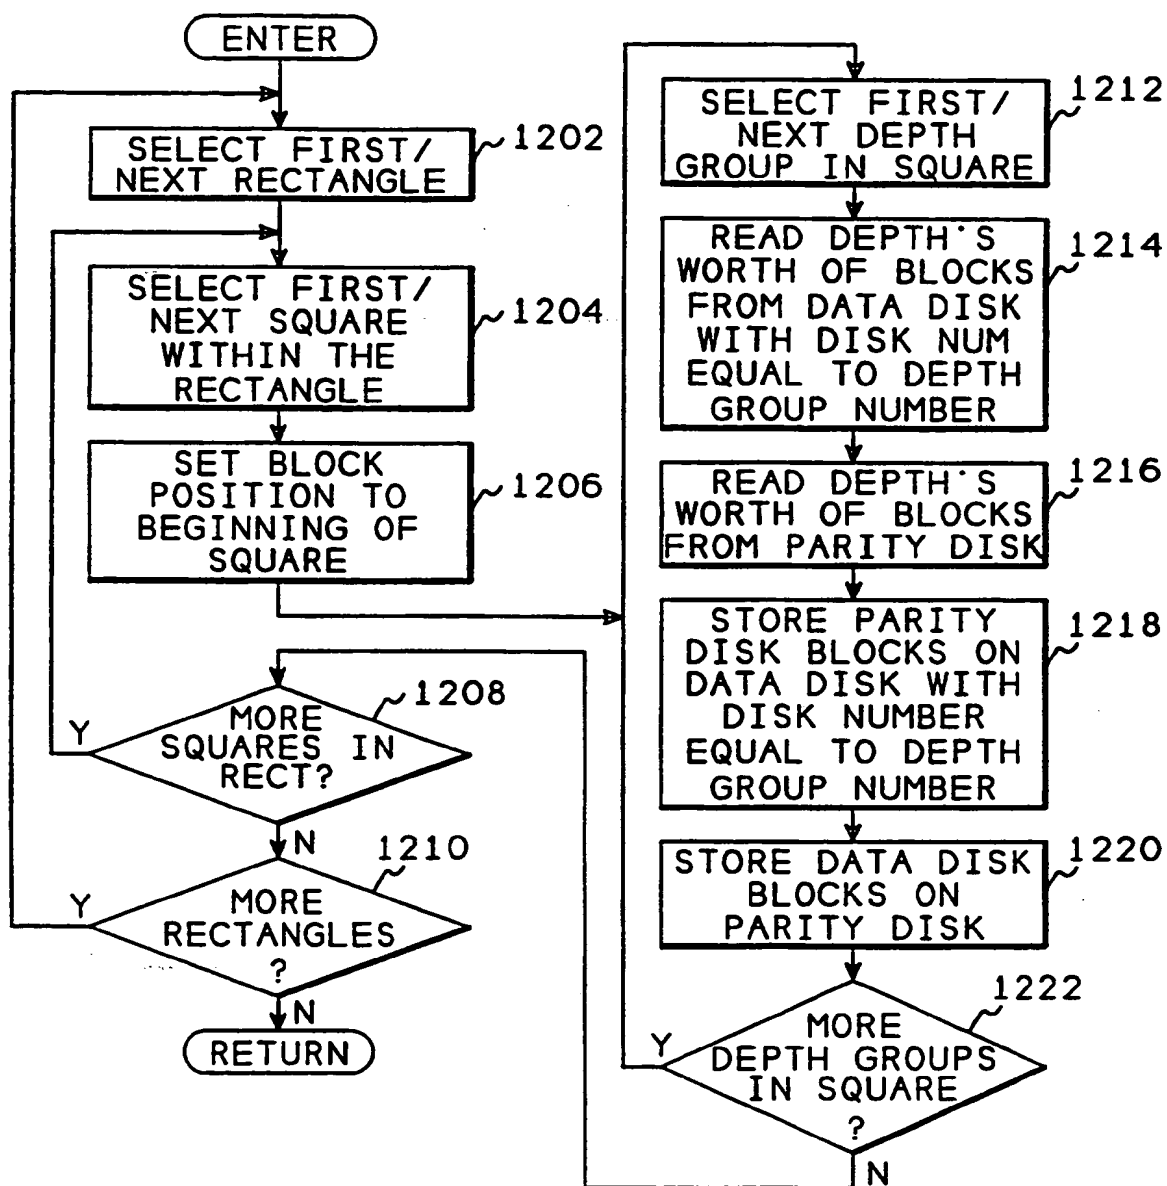 ENTER
SELECT FIRST/
NEXT RECTANGLE
1202
SELECT FIRST/
NEXT SQUARE
WITHIN THE
RECTANGLE
1204
SET BLOCK
POSITION TO
BEGINNING OF
SQUARE
1206
MORE
SQUARES IN
RECT?
1208
Y
N
MORE
RECTANGLES
?
1210
Y
N
RETURN
SELECT FIRST/
NEXT DEPTH
GROUP IN SQUARE
1212
READ DEPTH'S
WORTH OF BLOCKS
FROM DATA DISK
WITH DISK NUM
EQUAL TO DEPTH
GROUP NUMBER
1214
READ DEPTH'S
WORTH OF BLOCKS
FROM PARITY DISK
1216
STORE PARITY
DISK BLOCKS ON
DATA DISK WITH
DISK NUMBER
EQUAL TO DEPTH
GROUP NUMBER
1218
STORE DATA DISK
BLOCKS ON
PARITY DISK
1220
MORE
DEPTH GROUPS
IN SQUARE
?
1222
Y
N